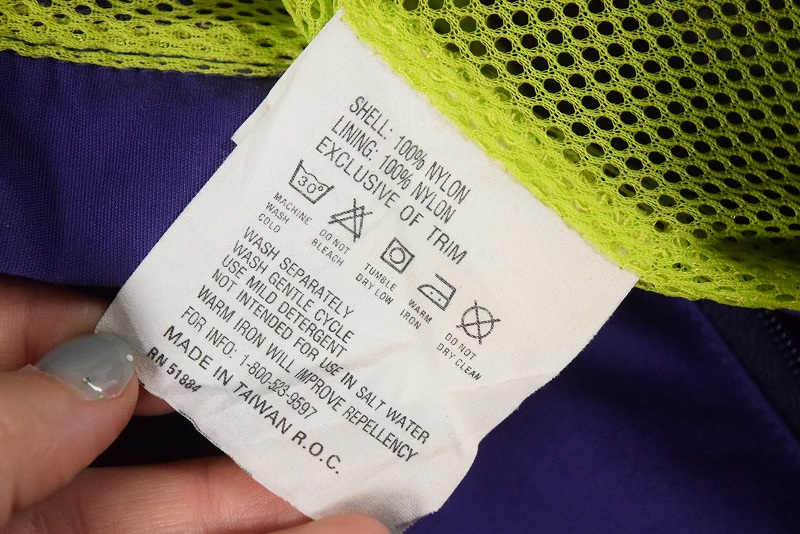 SHELL: 100% NYLON
LINING: 100% NYLON
EXCLUSIVE OF TRIM
30°
MACHINE WASH COLD
DO NOT BLEACH
TUMBLE DRY LOW
WARM IRON
DO NOT DRY CLEAN
WASH SEPARATELY
WASH GENTLE CYCLE
USE MILD DETERGENT
NOT INTENDED FOR USE IN SALT WATER
WARM IRON WILL IMPROVE REPELLENCY
FOR INFO: 1-800-523-9597
MADE IN TAIWAN R.O.C.
RN 51884